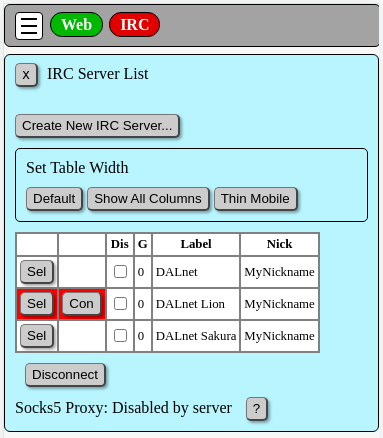 ☰ Web IRC
x IRC Server List
Create New IRC Server...
Set Table Width
Default Show All Columns Thin Mobile
Dis G Label Nick
Sel 0 DALnet MyNickname
Sel Con 0 DALnet Lion MyNickname
Sel 0 DALnet Sakura MyNickname
Disconnect
Socks5 Proxy: Disabled by server ?